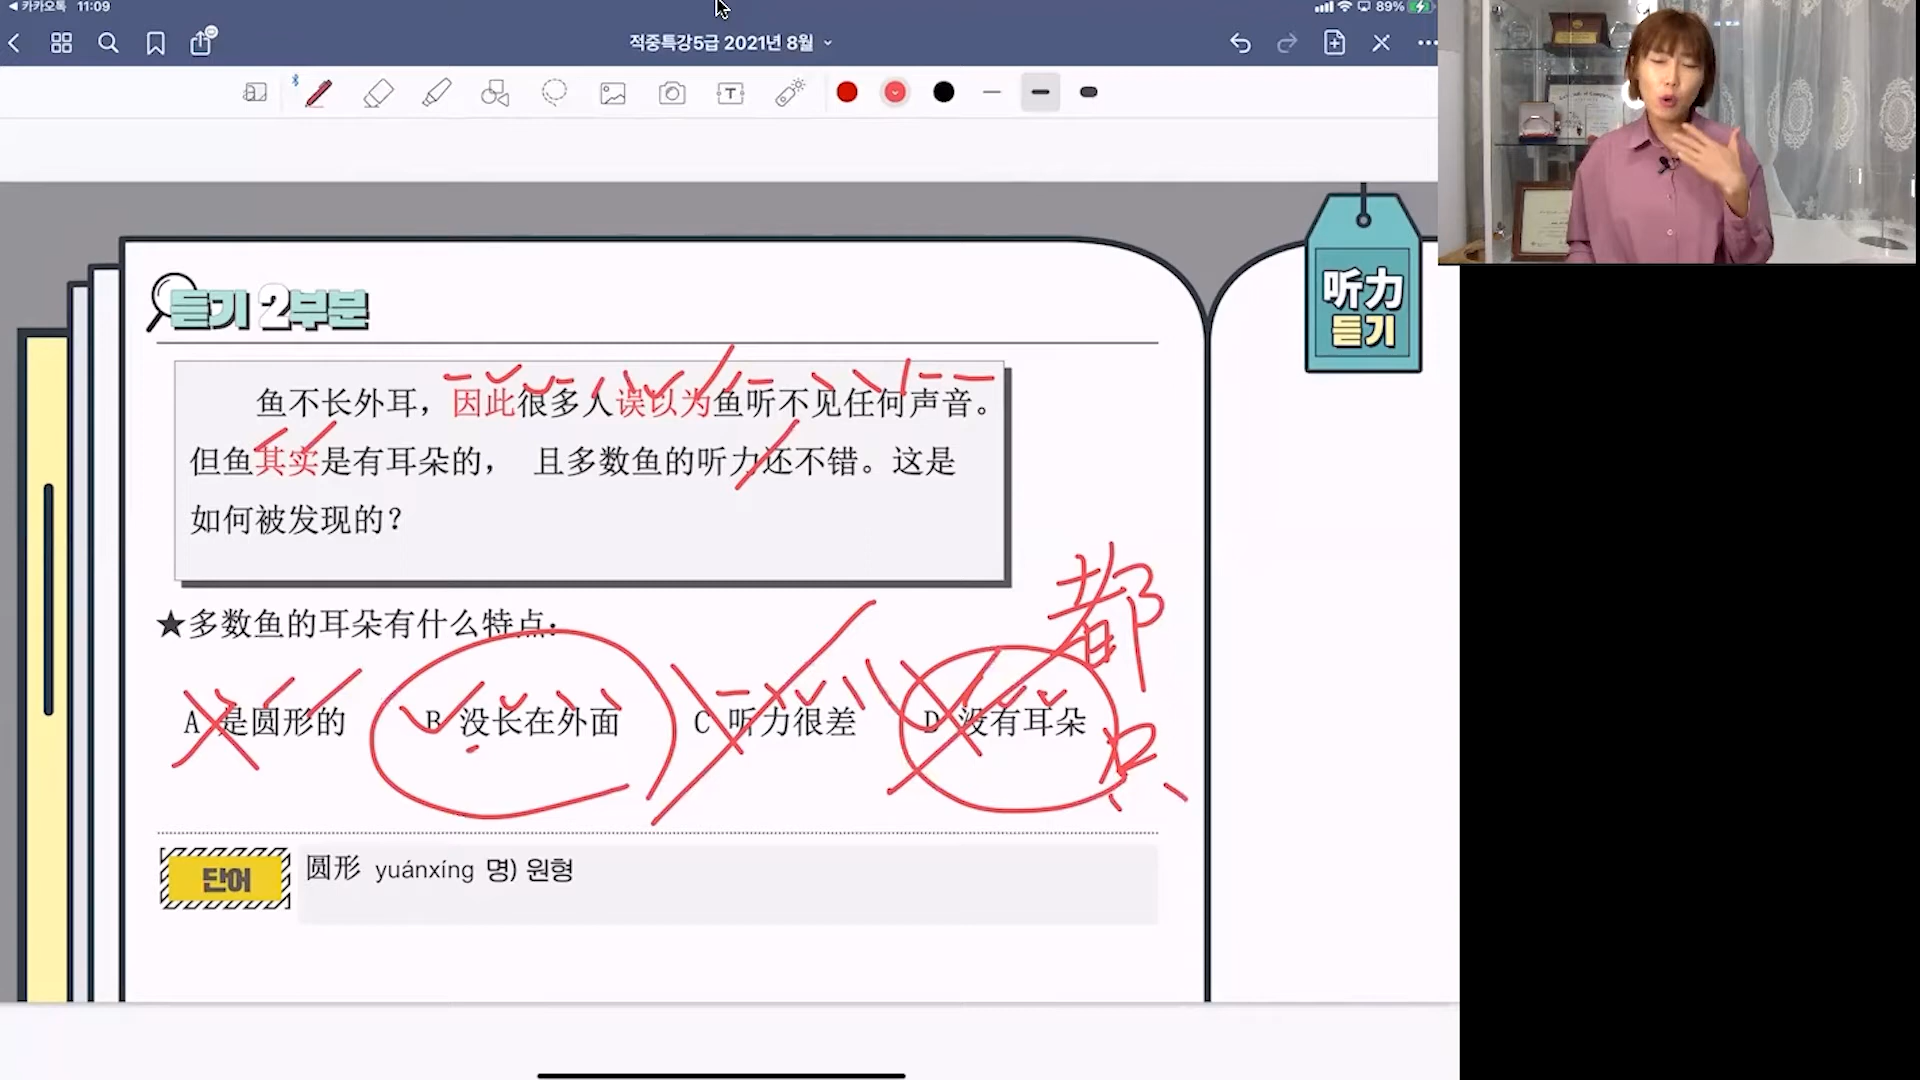 카카오톡 11:09
89%
적중특강5급 2021년 8월
听力
듣기
듣기 2부분
鱼不长外耳，因此很多人误以为鱼听不见任何声音。
但鱼其实是有耳朵的， 且多数鱼的听力还不错。这是
如何被发现的？
都
★多数鱼的耳朵有什么特点：
A 是圆形的 B 没长在外面 C 听力很差 D 没有耳朵
只
단어
圆形 yuánxíng 명) 원형